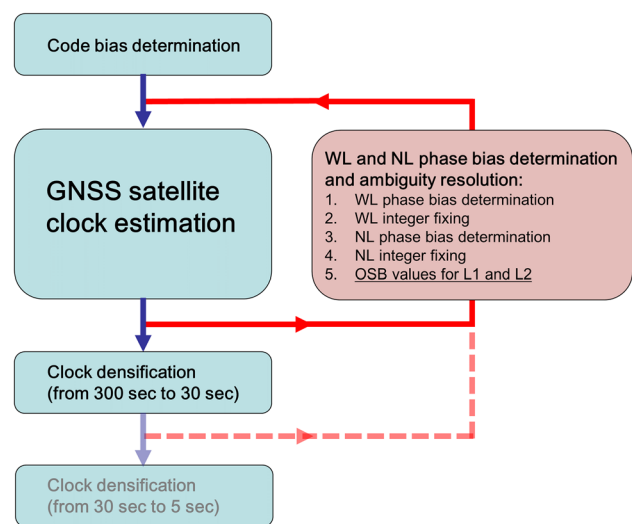 Code bias determination
GNSS satellite
clock estimation
WL and NL phase bias determination
and ambiguity resolution:
1. WL phase bias determination
2. WL integer fixing
3. NL phase bias determination
4. NL integer fixing
5. OSB values for L1 and L2
Clock densification
(from 300 sec to 30 sec)
Clock densification
(from 30 sec to 5 sec)